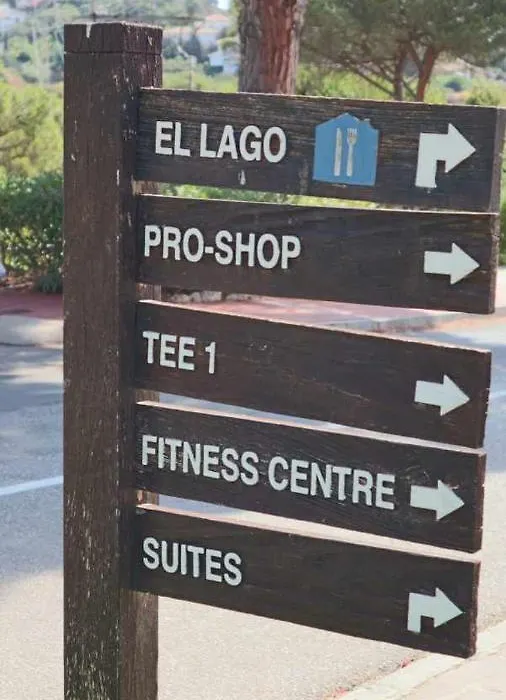 EL LAGO
PRO-SHOP
TEE 1
FITNESS CENTRE
SUITES